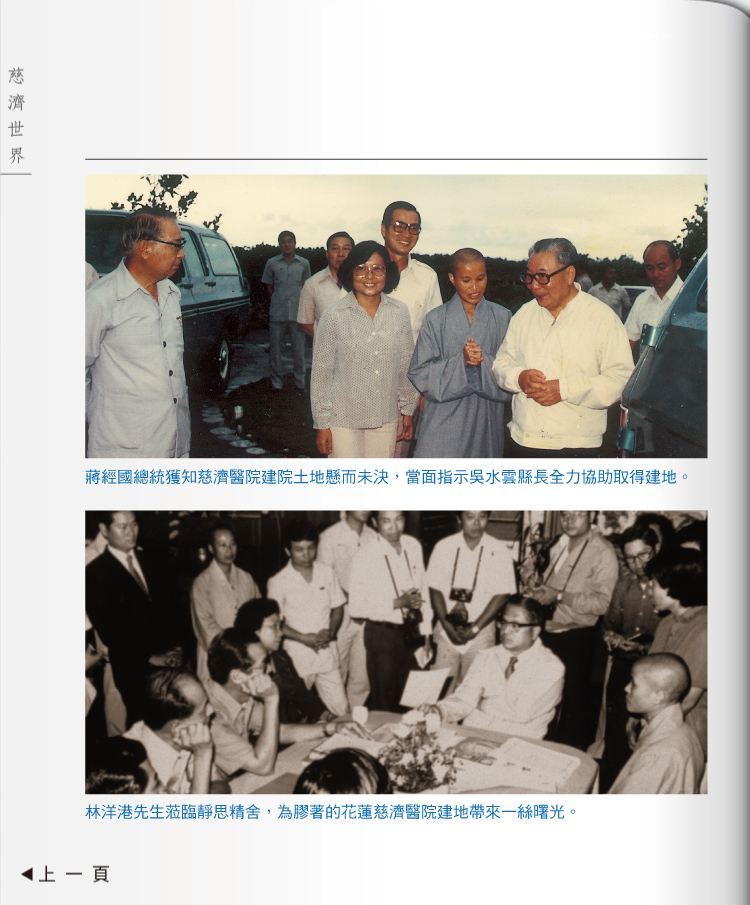 慈濟世界
蔣經國總統獲知慈濟醫院建院土地懸而未決，當面指示吳水雲縣長全力協助取得建地。
林洋港先生蒞臨靜思精舍，為膠著的花蓮慈濟醫院建地帶來一絲曙光。
◀上一頁